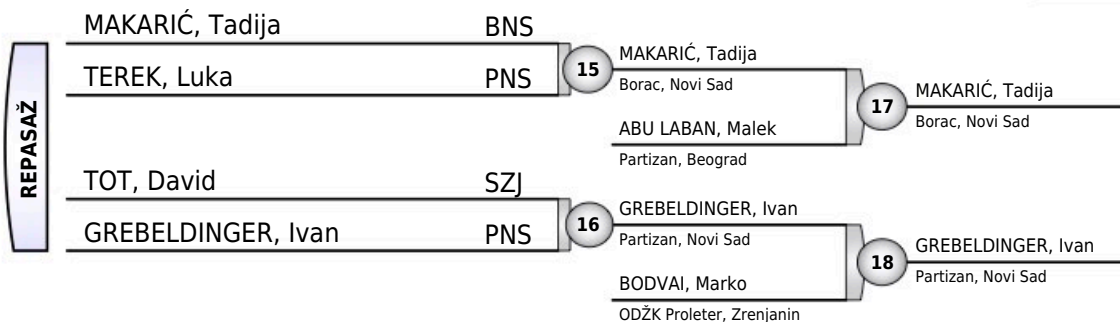 REPASAŽ
MAKARIĆ, Tadija BNS
TEREK, Luka PNS
TOT, David SZJ
GREBELDINGER, Ivan PNS
15
MAKARIĆ, Tadija
Borac, Novi Sad
ABU LABAN, Malek
Partizan, Beograd
16
GREBELDINGER, Ivan
Partizan, Novi Sad
BODVAI, Marko
ODŽK Proleter, Zrenjanin
17
MAKARIĆ, Tadija
Borac, Novi Sad
18
GREBELDINGER, Ivan
Partizan, Novi Sad